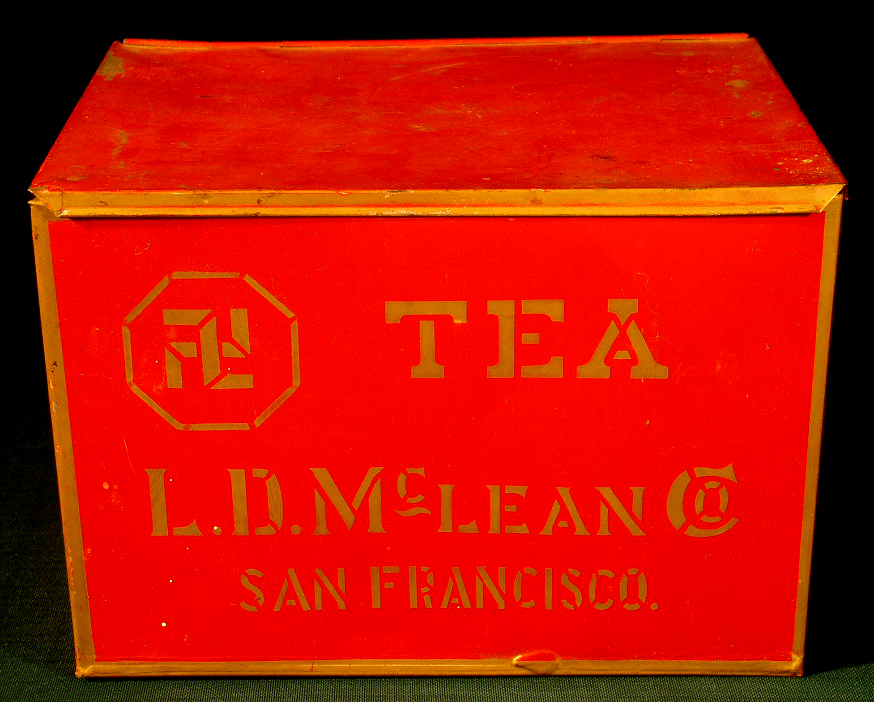 TEA
L.D. McLEAN Co
SAN FRANCISCO.